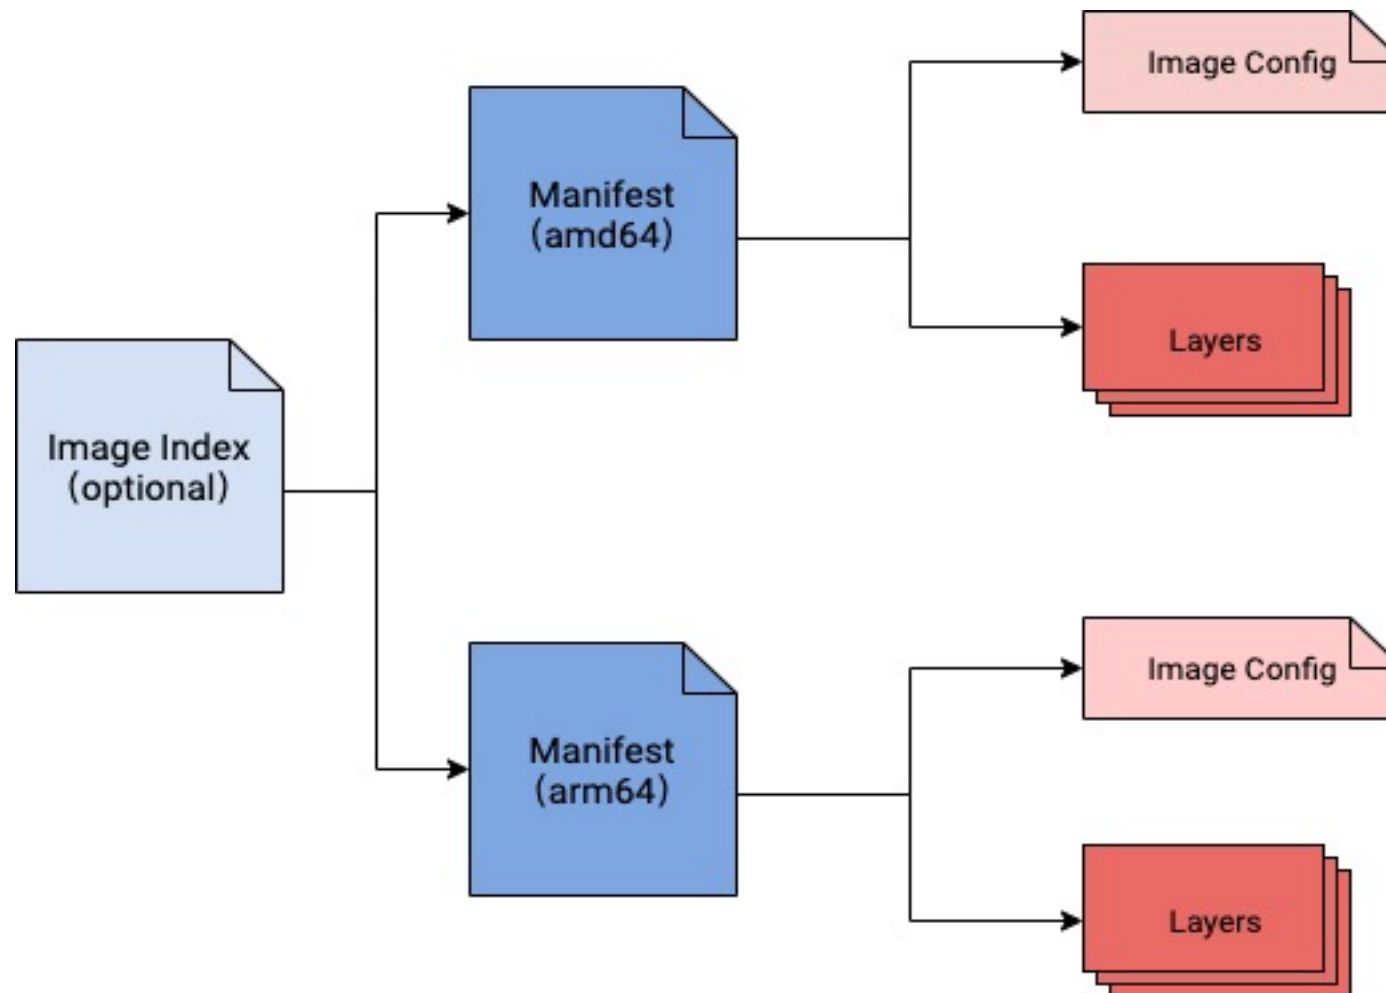 Image Config
Manifest
(amd64)
Layers
Image Index
(optional)
Image Config
Manifest
(arm64)
Layers